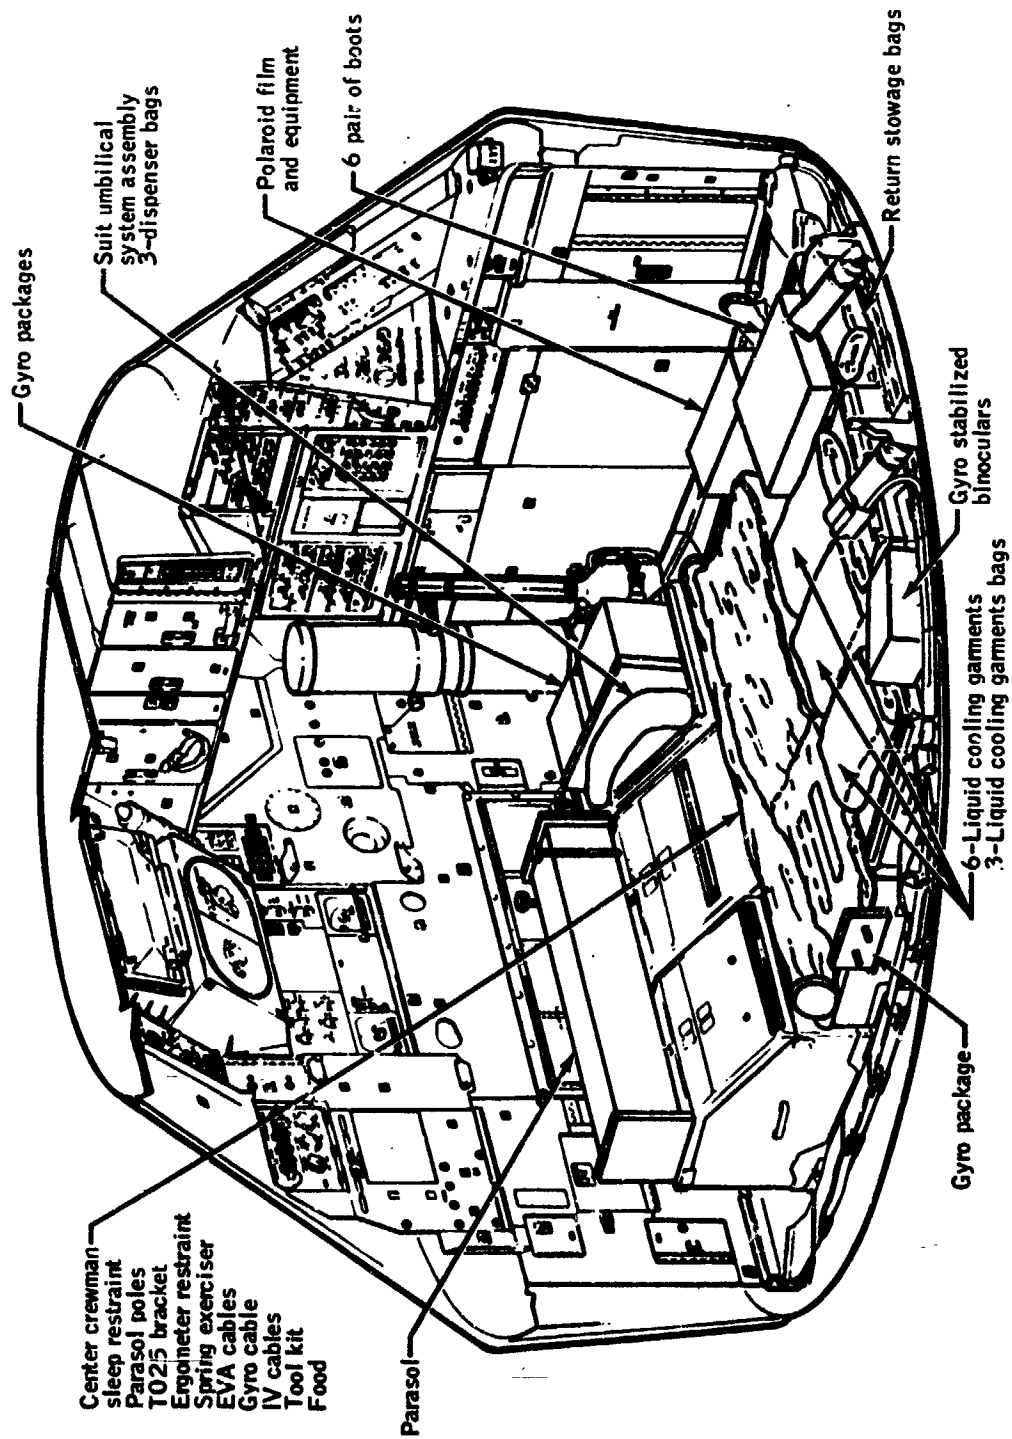 Center crewman
sleep restraint
Parasol poles
T025 bracket
Ergometer restraint
Spring exerciser
EVA cables
Gyro cable
IV cables
Tool kit
Food
Parasol
Gyro packages
Suit umbilical
system assembly
3-dispenser bags
Polaroid film
and equipment
6 pair of boots
Return stowage bags
Gyro stabilized
binoculars
6-Liquid cooling garments
3-Liquid cooling garments bags
Gyro package
88